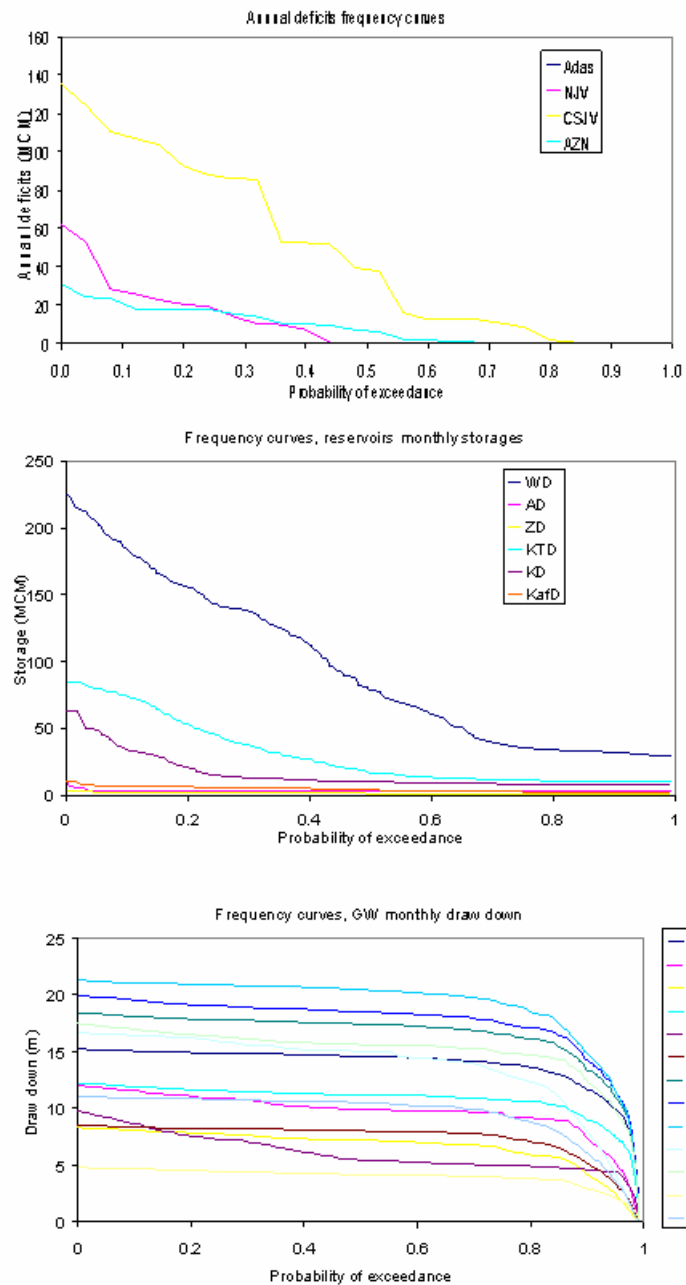 Annual deficits frequency curves
160
140
120
100
80
60
40
20
0
Annual deficits (MCM)
Adas
NJV
CSJV
AZN
0.0 0.1 0.2 0.3 0.4 0.5 0.6 0.7 0.8 0.9 1.0
Probability of exceedance
Frequency curves, reservoirs monthly storages
250
200
150
100
50
0
Storage (MCM)
WD
AD
ZD
KTD
KD
KafD
0 0.2 0.4 0.6 0.8 1
Probability of exceedance
Frequency curves, GW monthly draw down
25
20
15
10
5
0
Draw down (m)
0 0.2 0.4 0.6 0.8 1
Probability of exceedance